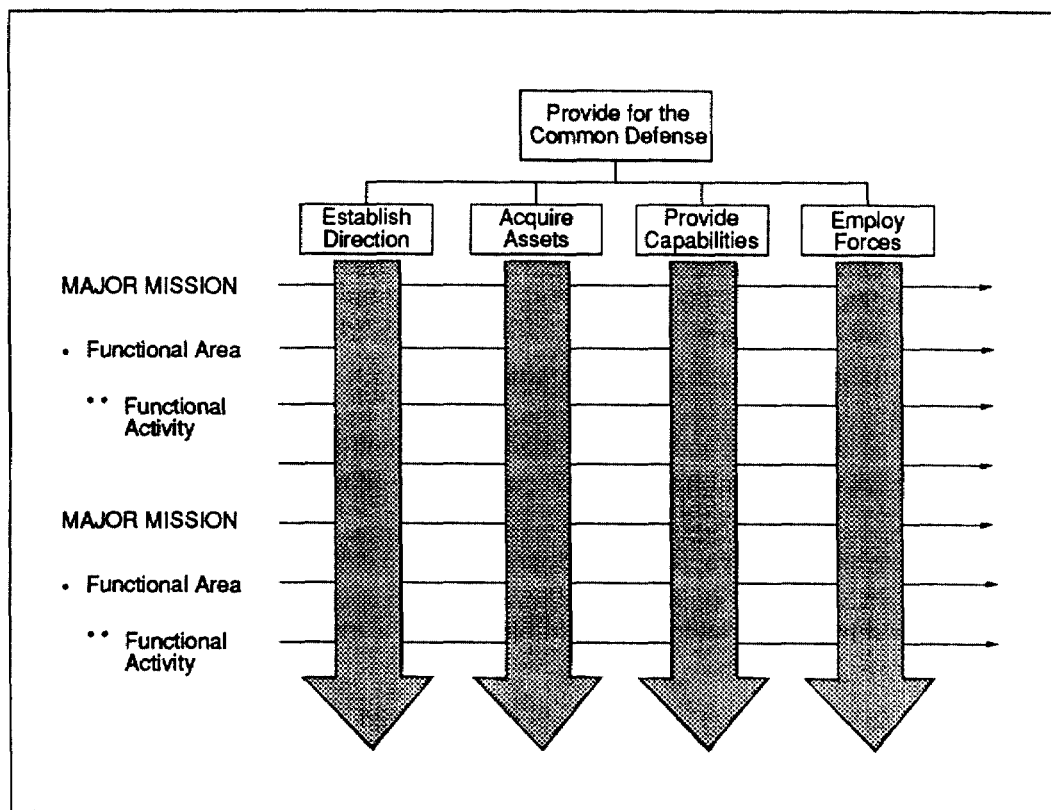 Provide for the
Common Defense
Establish
Direction
Acquire
Assets
Provide
Capabilities
Employ
Forces
MAJOR MISSION
• Functional Area
•• Functional
Activity
MAJOR MISSION
• Functional Area
•• Functional
Activity